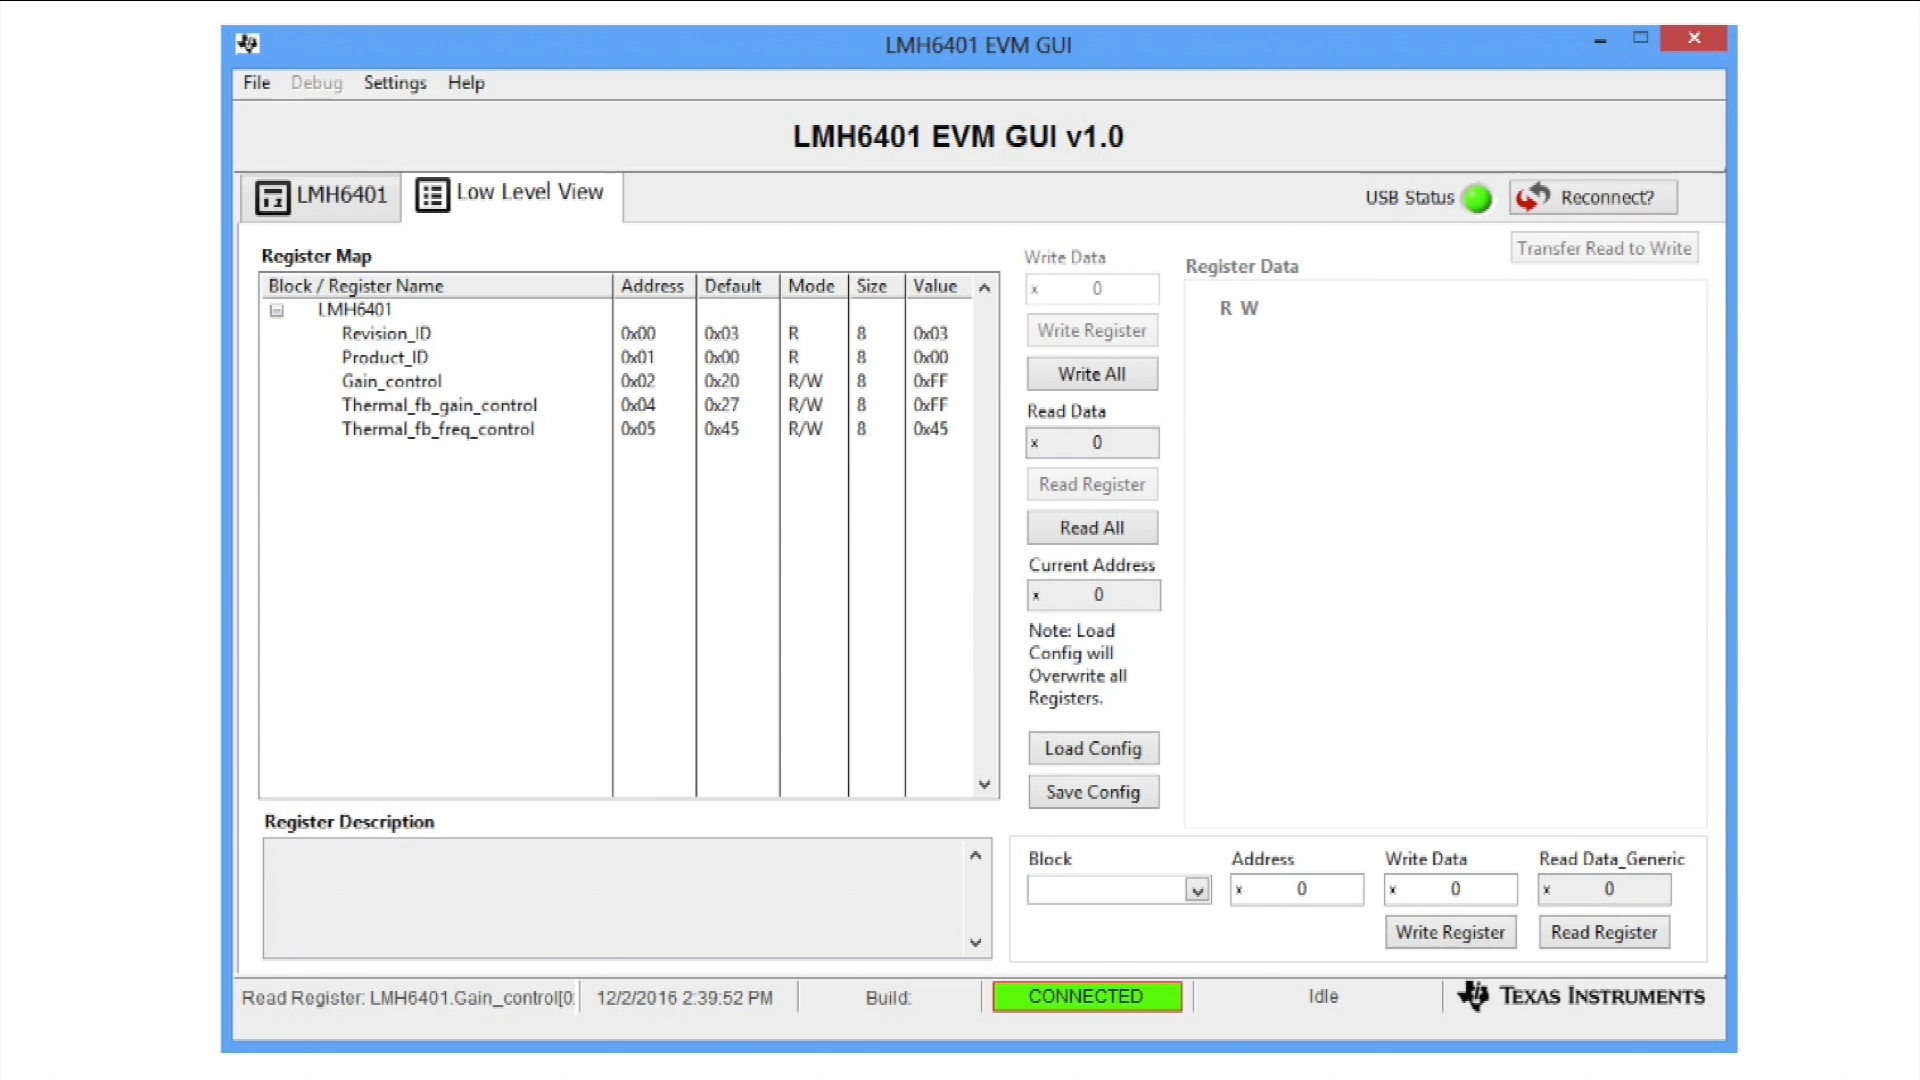 LMH6401 EVM GUI
File Debug Settings Help
LMH6401 EVM GUI v1.0
LMH6401 Low Level View USB Status Reconnect?
Transfer Read to Write
Register Map
Block / Register Name Address Default Mode Size Value
LMH6401
Revision_ID 0x00 0x03 R 8 0x03
Product_ID 0x01 0x00 R 8 0x00
Gain_control 0x02 0x20 R/W 8 0xFF
Thermal_fb_gain_control 0x04 0x27 R/W 8 0xFF
Thermal_fb_freq_control 0x05 0x45 R/W 8 0x45
Write Data
x 0
Write Register
Write All
Read Data
x 0
Read Register
Read All
Current Address
x 0
Note: Load
Config will
Overwrite all
Registers.
Load Config
Save Config
Register Data
R W
Register Description
Block Address Write Data Read Data_Generic
x 0 x 0 x 0
Write Register Read Register
Read Register: LMH6401.Gain_control[0 12/2/2016 2:39:52 PM Build: CONNECTED Idle TEXAS INSTRUMENTS